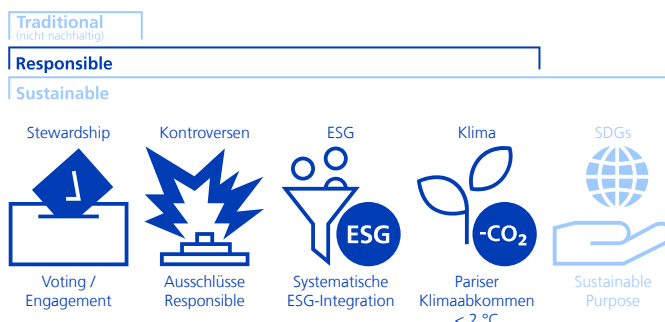 Traditional
(nicht nachhaltig)
Responsible
Sustainable
Stewardship
Kontroversen
ESG
Klima
SDGs
ESG
-CO₂
Voting /
Engagement
Ausschlüsse
Responsible
Systematische
ESG-Integration
Pariser
Klimaabkommen
< 2 °C
Sustainable
Purpose